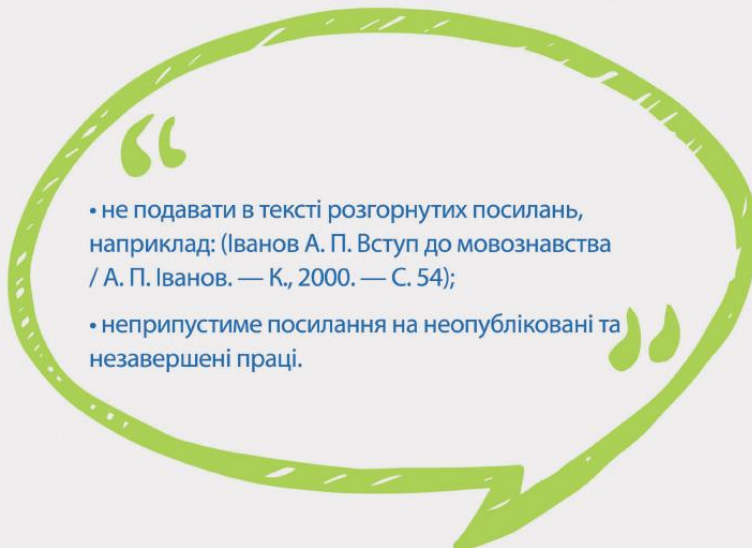 • не подавати в тексті розгорнутих посилань,
наприклад: (Іванов А. П. Вступ до мовознавства
/ А. П. Іванов. — К., 2000. — С. 54);
• неприпустиме посилання на неопубліковані та
незавершені праці.